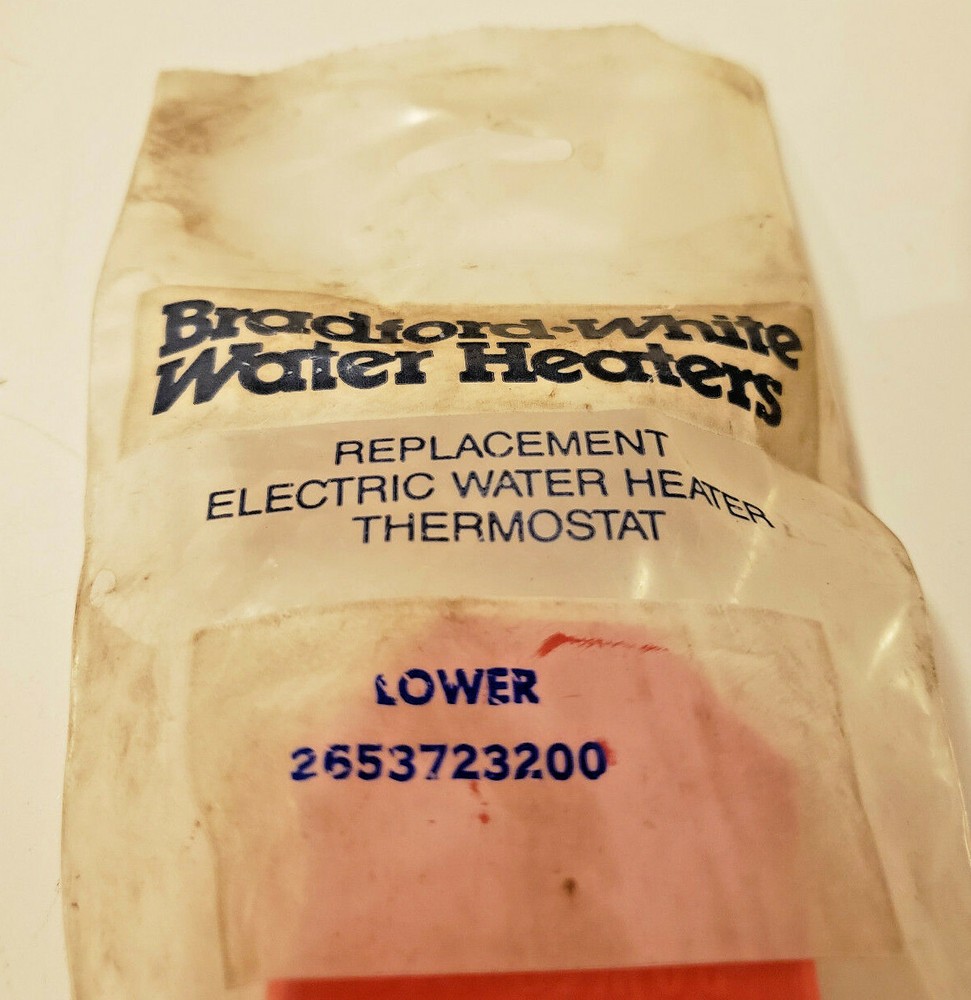 Bradford-White
Water Heaters
REPLACEMENT
ELECTRIC WATER HEATER
THERMOSTAT
LOWER
2653723200